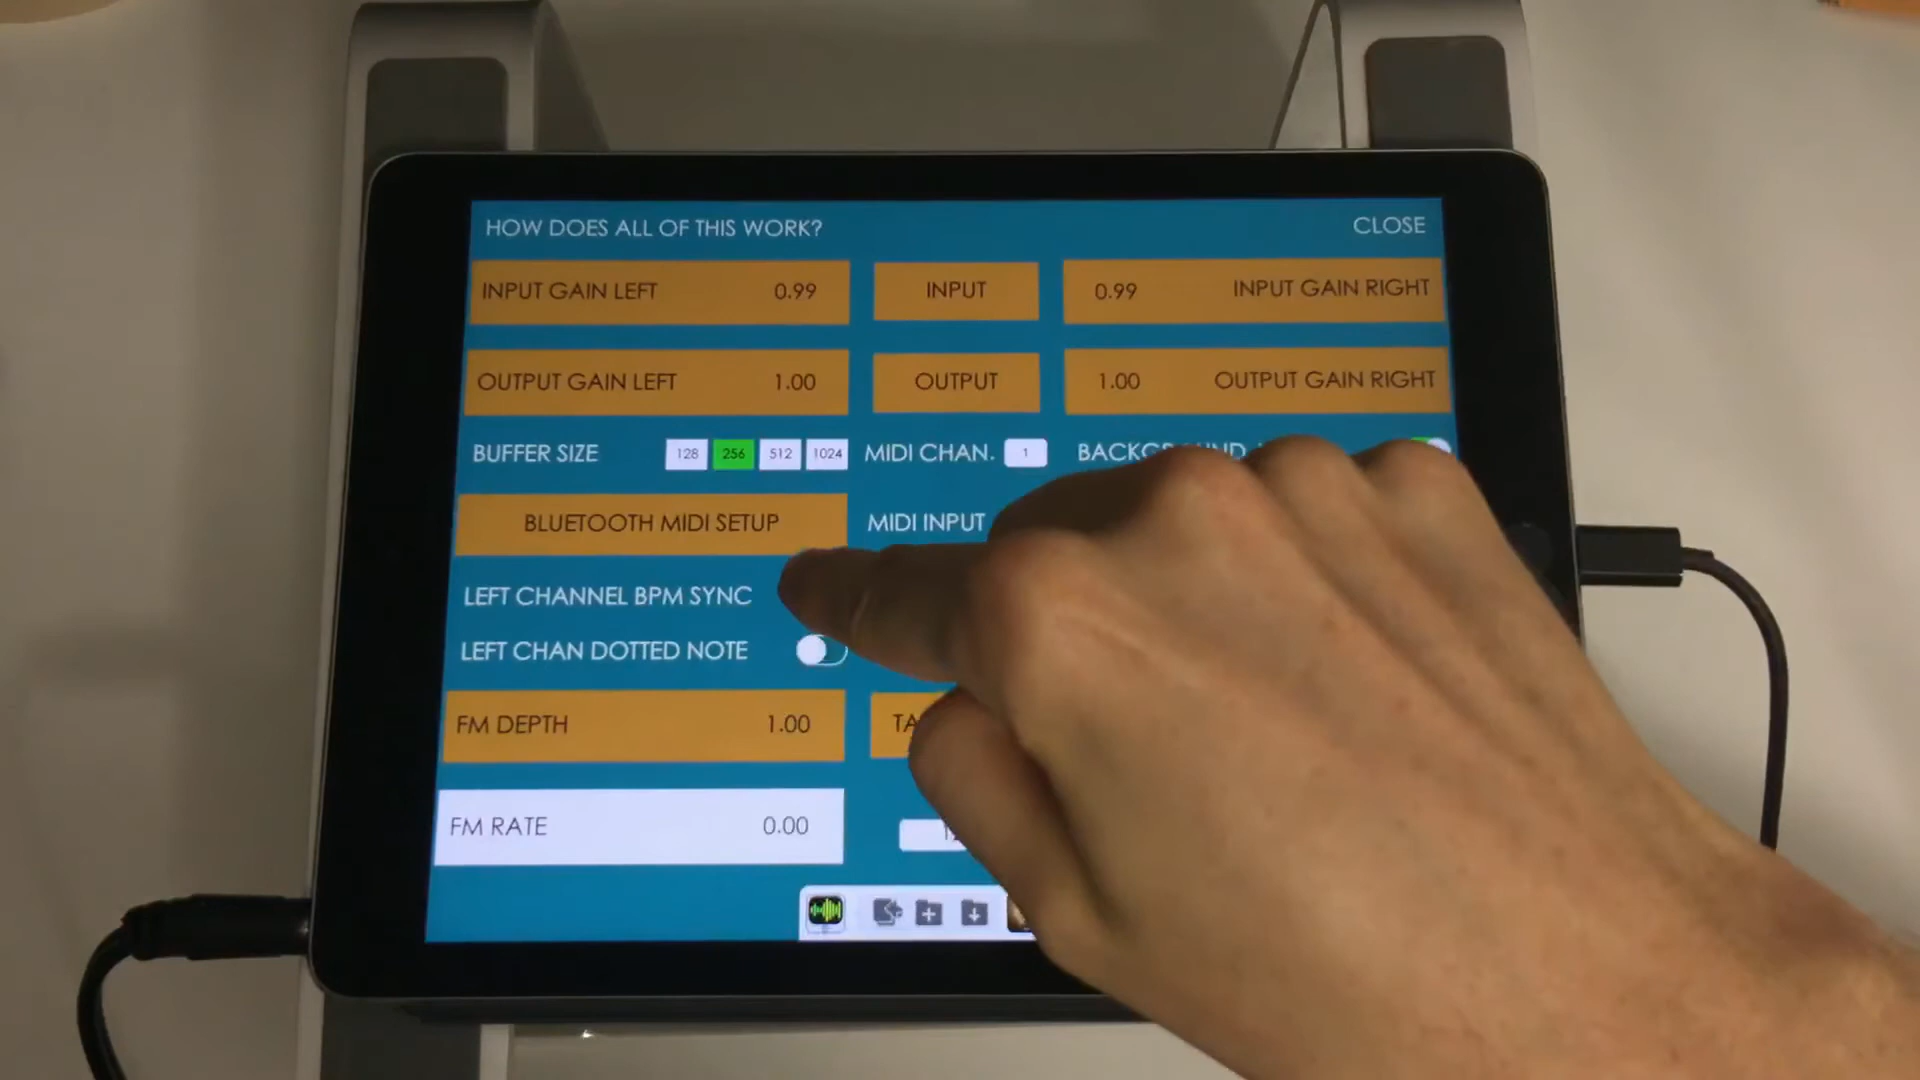 HOW DOES ALL OF THIS WORK? CLOSE
INPUT GAIN LEFT 0.99 INPUT 0.99 INPUT GAIN RIGHT
OUTPUT GAIN LEFT 1.00 OUTPUT 1.00 OUTPUT GAIN RIGHT
BUFFER SIZE 128 256 512 1024 MIDI CHAN. 1 BACKGROUND
BLUETOOTH MIDI SETUP MIDI INPUT
LEFT CHANNEL BPM SYNC
LEFT CHAN DOTTED NOTE
FM DEPTH 1.00
FM RATE 0.00